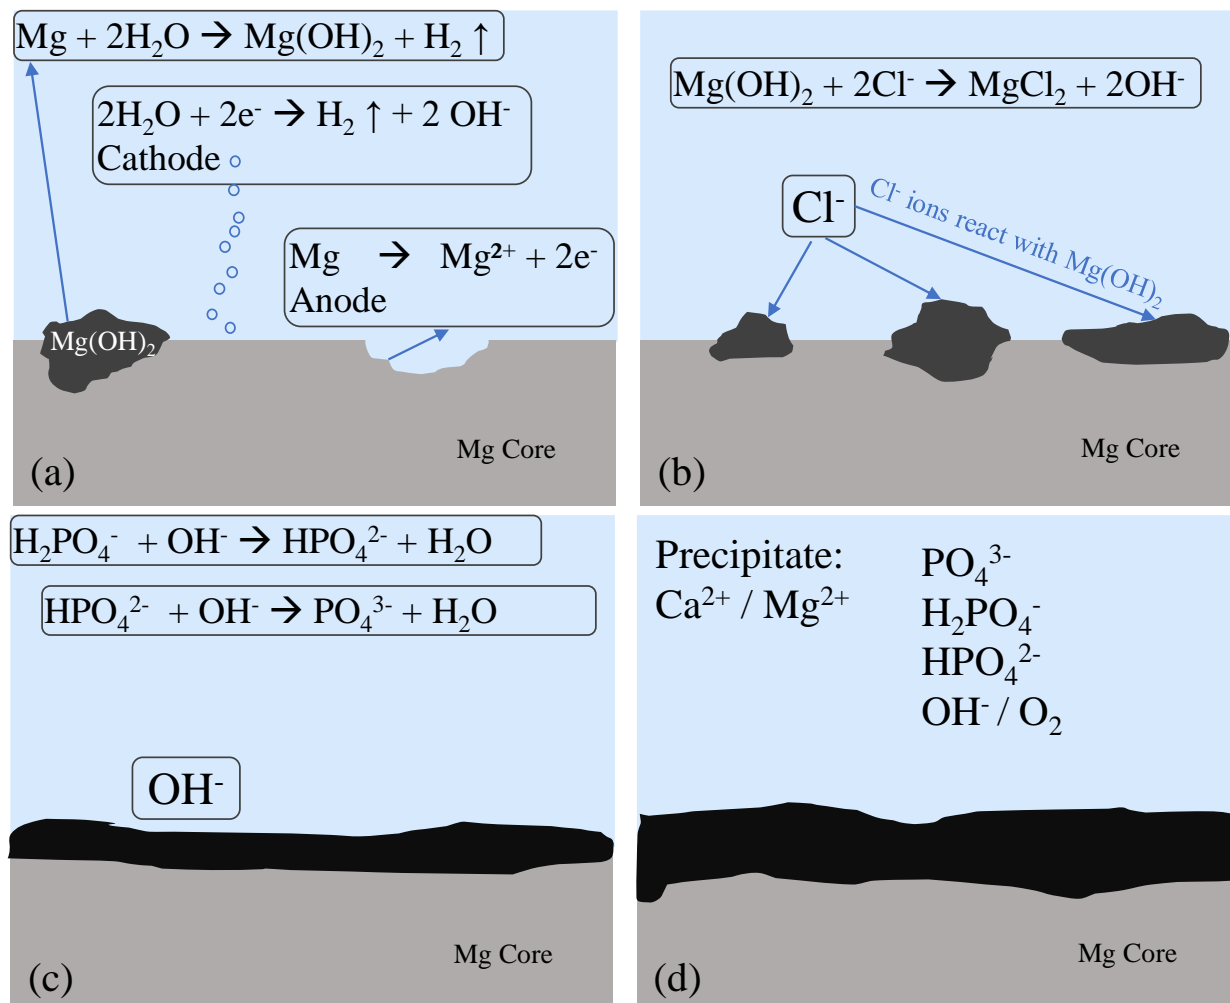 Mg + 2H₂O → Mg(OH)₂ + H₂ ↑
2H₂O + 2e⁻ → H₂ ↑ + 2 OH⁻
Cathode
Mg → Mg²⁺ + 2e⁻
Anode
Mg(OH)₂
Mg Core
(a)
Mg(OH)₂ + 2Cl⁻ → MgCl₂ + 2OH⁻
Cl⁻
Cl⁻ ions react with Mg(OH)₂
Mg Core
(b)
H₂PO₄⁻ + OH⁻ → HPO₄²⁻ + H₂O
HPO₄²⁻ + OH⁻ → PO₄³⁻ + H₂O
OH⁻
Mg Core
(c)
Precipitate:
Ca²⁺ / Mg²⁺
PO₄³⁻
H₂PO₄⁻
HPO₄²⁻
OH⁻ / O₂
Mg Core
(d)